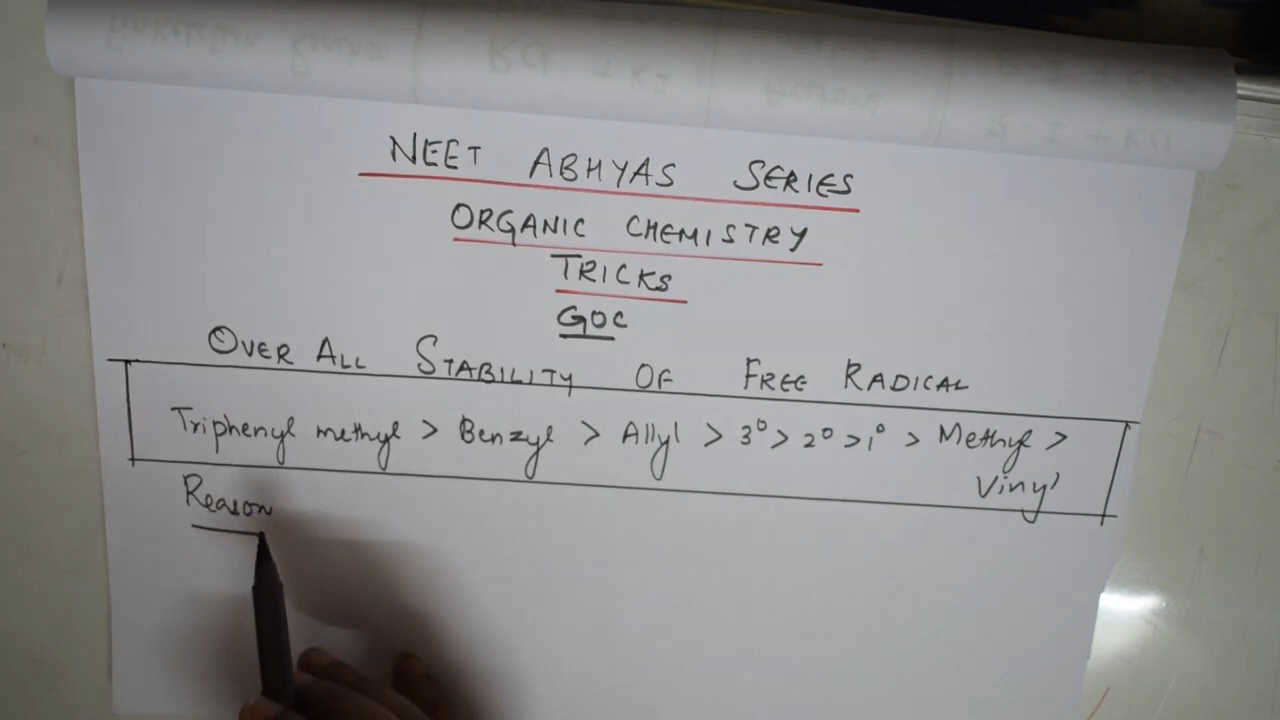 NEET ABHYAS SERIES
ORGANIC CHEMISTRY
TRICKS
GOC
OVER ALL STABILITY OF FREE RADICAL
Triphenyl methyl > Benzyl > Allyl > 3° > 2° > 1° > Methyl >
Vinyl
Reason